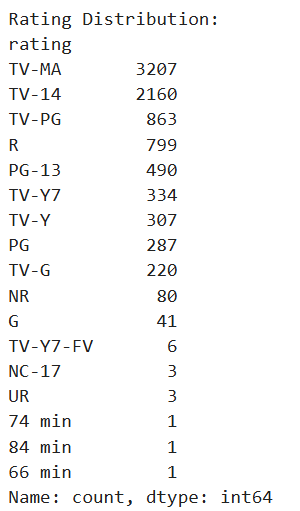 Rating Distribution:
rating
TV-MA 3207
TV-14 2160
TV-PG 863
R 799
PG-13 490
TV-Y7 334
TV-Y 307
PG 287
TV-G 220
NR 80
G 41
TV-Y7-FV 6
NC-17 3
UR 3
74 min 1
84 min 1
66 min 1
Name: count, dtype: int64